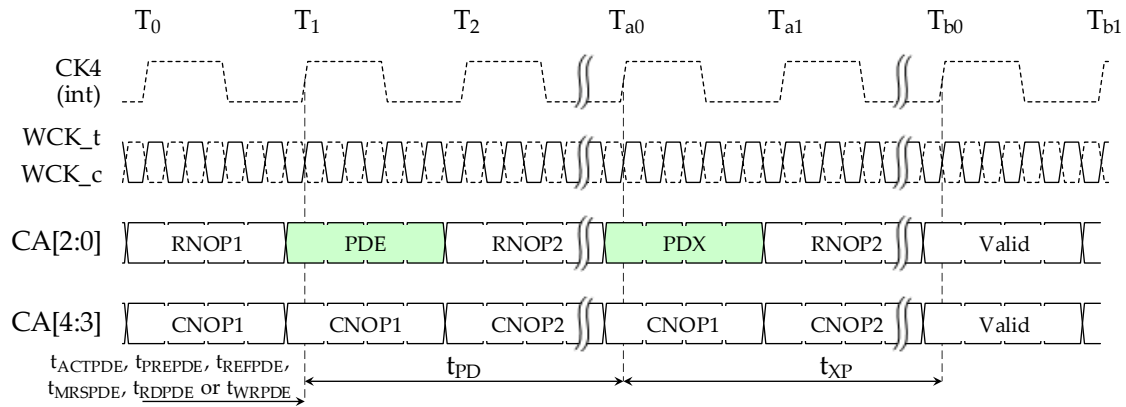 T0 T1 T2 Ta0 Ta1 Tb0 Tb1
CK4
(int)
WCK_t
WCK_c
CA[2:0] RNOP1 PDE RNOP2 PDX RNOP2 Valid
CA[4:3] CNOP1 CNOP1 CNOP2 CNOP1 CNOP2 Valid
tACTPDE, tPREPDE, tREFPDE,
tMRSPDE, tRDPDE or tWRPDE
tPD tXP